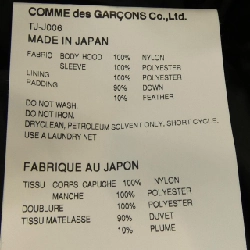 COMME des GARÇONS Co., Ltd.
TJ-J006
MADE IN JAPAN
FABRIC BODY HOOD 100% NYLON
SLEEVE 100% POLYESTER
LINING 100% POLYESTER
PADDING 90% DOWN
10% FEATHER
DO NOT WASH
DO NOT IRON.
DRYCLEAN, PETROLEUM SOLVENT ONLY, SHORT CYCLE.
USE A LAUNDRY NET
FABRIQUE AU JAPON
TISSU CORPS CAPUCHE 100% NYLON
MANCHE 100% POLYESTER
DOUBLURE 100% POLYESTER
TISSU MATELASSE 90% DUVET
10% PLUME